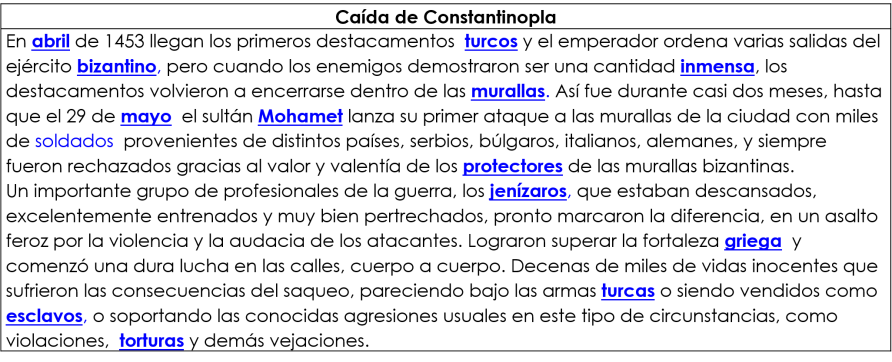 Caída de Constantinopla
En abril de 1453 llegan los primeros destacamentos turcos y el emperador ordena varias salidas del
ejército bizantino, pero cuando los enemigos demostraron ser una cantidad inmensa, los
destacamentos volvieron a encerrarse dentro de las murallas. Así fue durante casi dos meses, hasta
que el 29 de mayo el sultán Mohamet lanza su primer ataque a las murallas de la ciudad con miles
de soldados provenientes de distintos países, serbios, búlgaros, italianos, alemanes, y siempre
fueron rechazados gracias al valor y valentía de los protectores de las murallas bizantinas.
Un importante grupo de profesionales de la guerra, los jenízaros, que estaban descansados,
excelentemente entrenados y muy bien pertrechados, pronto marcaron la diferencia, en un asalto
feroz por la violencia y la audacia de los atacantes. Lograron superar la fortaleza griega y
comenzó una dura lucha en las calles, cuerpo a cuerpo. Decenas de miles de vidas inocentes que
sufrieron las consecuencias del saqueo, pareciendo bajo las armas turcas o siendo vendidos como
esclavos, o soportando las conocidas agresiones usuales en este tipo de circunstancias, como
violaciones, torturas y demás vejaciones.